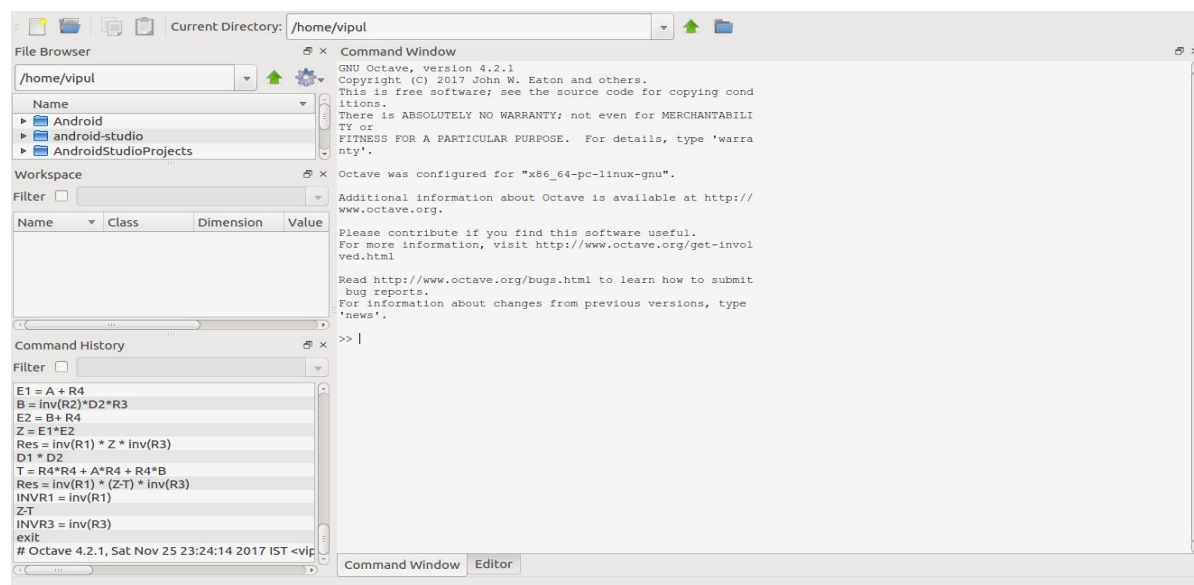 Current Directory: /home/vipul
File Browser
/home/vipul
Name
Android
android-studio
AndroidStudioProjects
Workspace
Filter
Name Class Dimension Value
Command History
Filter
E1 = A + R4
B = inv(R2)*D2*R3
E2 = B+ R4
Z = E1*E2
Res = inv(R1) * Z * inv(R3)
D1 * D2
T = R4*R4 + A*R4 + R4*B
Res = inv(R1) * (Z-T) * inv(R3)
INVR1 = inv(R1)
Z-T
INVR3 = inv(R3)
exit
# Octave 4.2.1, Sat Nov 25 23:24:14 2017 IST <vip
Command Window
GNU Octave, version 4.2.1
Copyright (C) 2017 John W. Eaton and others.
This is free software; see the source code for copying cond
itions.
There is ABSOLUTELY NO WARRANTY; not even for MERCHANTABILI
TY or
FITNESS FOR A PARTICULAR PURPOSE.  For details, type 'warra
nty'.
Octave was configured for "x86_64-pc-linux-gnu".
Additional information about Octave is available at http://
www.octave.org.
Please contribute if you find this software useful.
For more information, visit http://www.octave.org/get-invol
ved.html
Read http://www.octave.org/bugs.html to learn how to submit
 bug reports.
For information about changes from previous versions, type
'news'.
>>
Command Window Editor